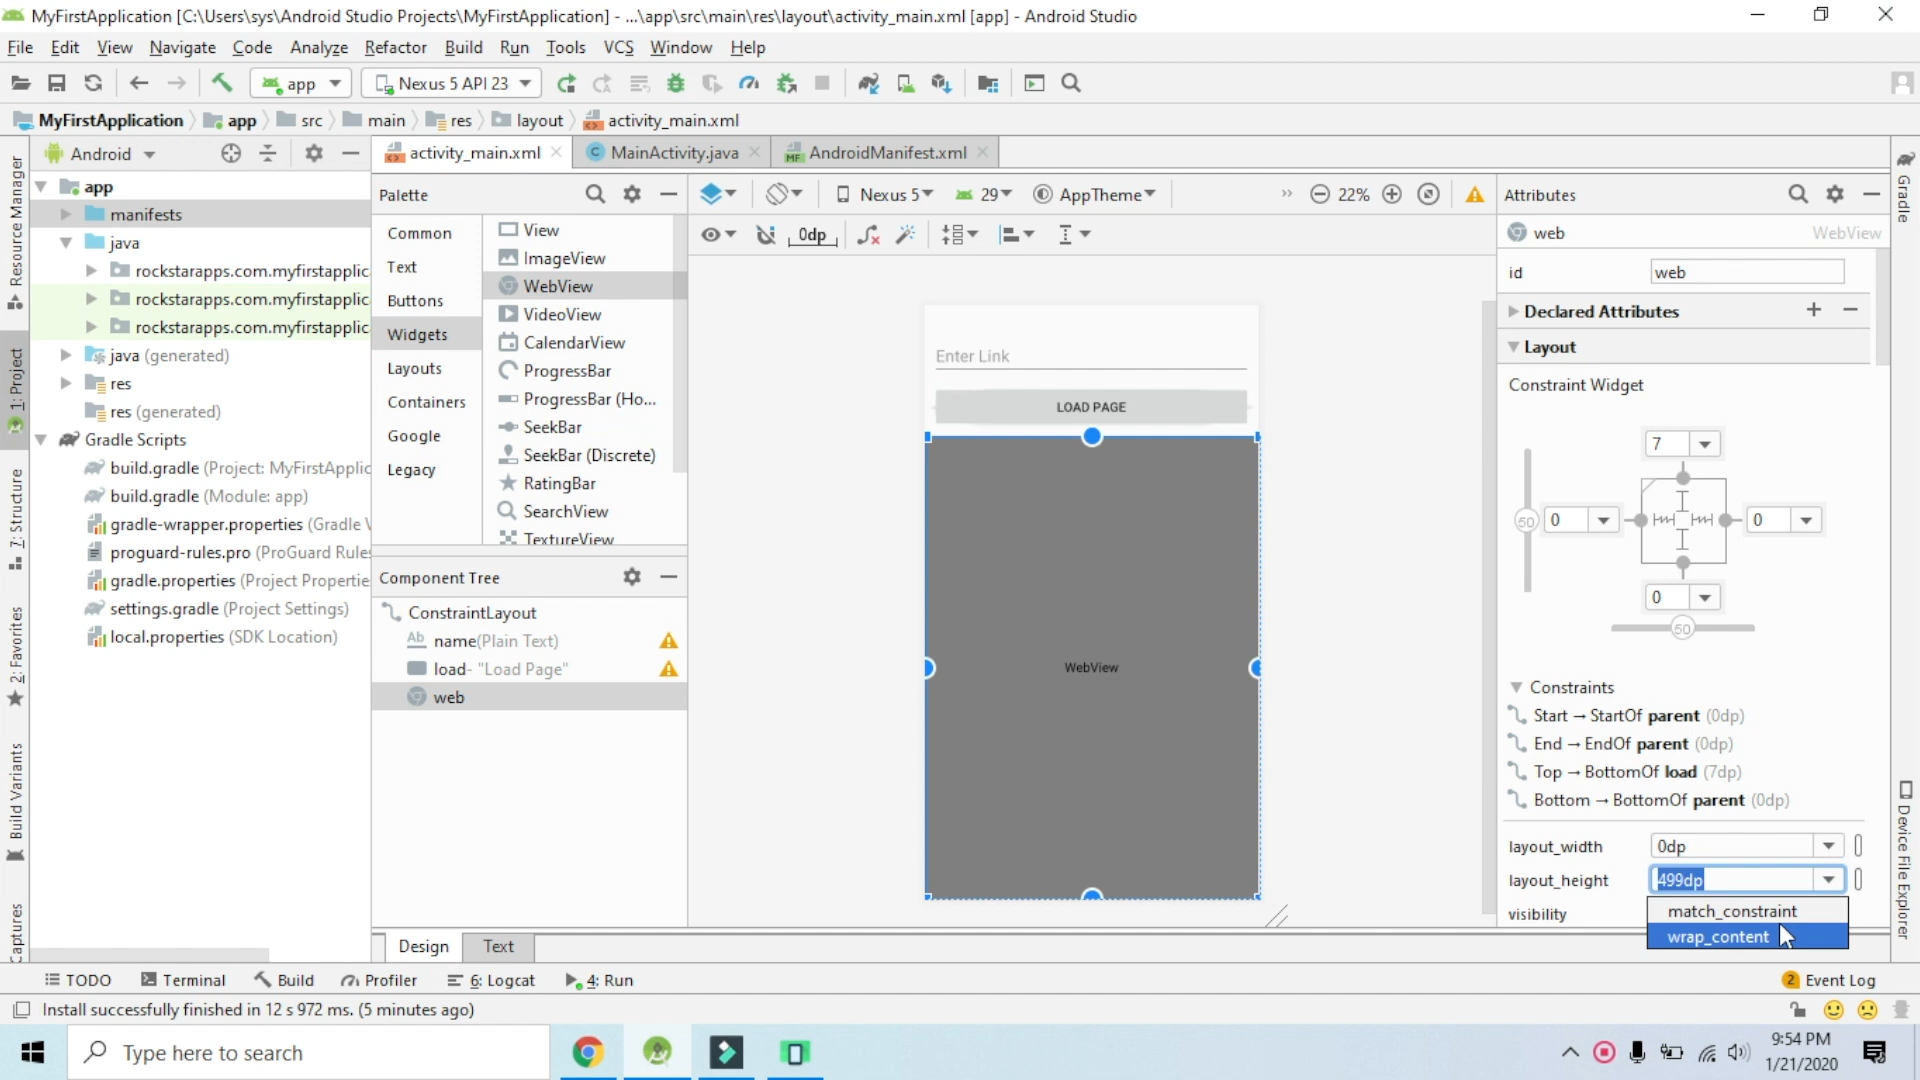 MyFirstApplication [C:\Users\sys\Android Studio Projects\MyFirstApplication] - ...\app\src\main\res\layout\activity_main.xml [app] - Android Studio
File Edit View Navigate Code Analyze Refactor Build Run Tools VCS Window Help
app Nexus 5 API 23
MyFirstApplication app src main res layout activity_main.xml
Android
activity_main.xml MainActivity.java AndroidManifest.xml
Resource Manager
1: Project
7: Structure
2: Favorites
Build Variants
Captures
app
manifests
java
rockstarapps.com.myfirstapplic
rockstarapps.com.myfirstapplic
rockstarapps.com.myfirstapplic
java (generated)
res
res (generated)
Gradle Scripts
build.gradle (Project: MyFirstApplic
build.gradle (Module: app)
gradle-wrapper.properties (Gradle V
proguard-rules.pro (ProGuard Rules
gradle.properties (Project Propertie
settings.gradle (Project Settings)
local.properties (SDK Location)
Palette
Common
Text
Buttons
Widgets
Layouts
Containers
Google
Legacy
View
ImageView
WebView
VideoView
CalendarView
ProgressBar
ProgressBar (Ho...
SeekBar
SeekBar (Discrete)
RatingBar
SearchView
TextureView
Component Tree
ConstraintLayout
Ab name(Plain Text)
load- "Load Page"
web
Nexus 5 29 AppTheme 22%
0dp
Enter Link
LOAD PAGE
WebView
Design Text
Attributes
web WebView
id web
Declared Attributes
Layout
Constraint Widget
7
50 0 0
0
50
Constraints
Start → StartOf parent (0dp)
End → EndOf parent (0dp)
Top → BottomOf load (7dp)
Bottom → BottomOf parent (0dp)
layout_width 0dp
layout_height 499dp
visibility
match_constraint
wrap_content
Gradle
Device File Explorer
TODO Terminal Build Profiler 6: Logcat 4: Run 2 Event Log
Install successfully finished in 12 s 972 ms. (5 minutes ago)
Type here to search
9:54 PM
1/21/2020